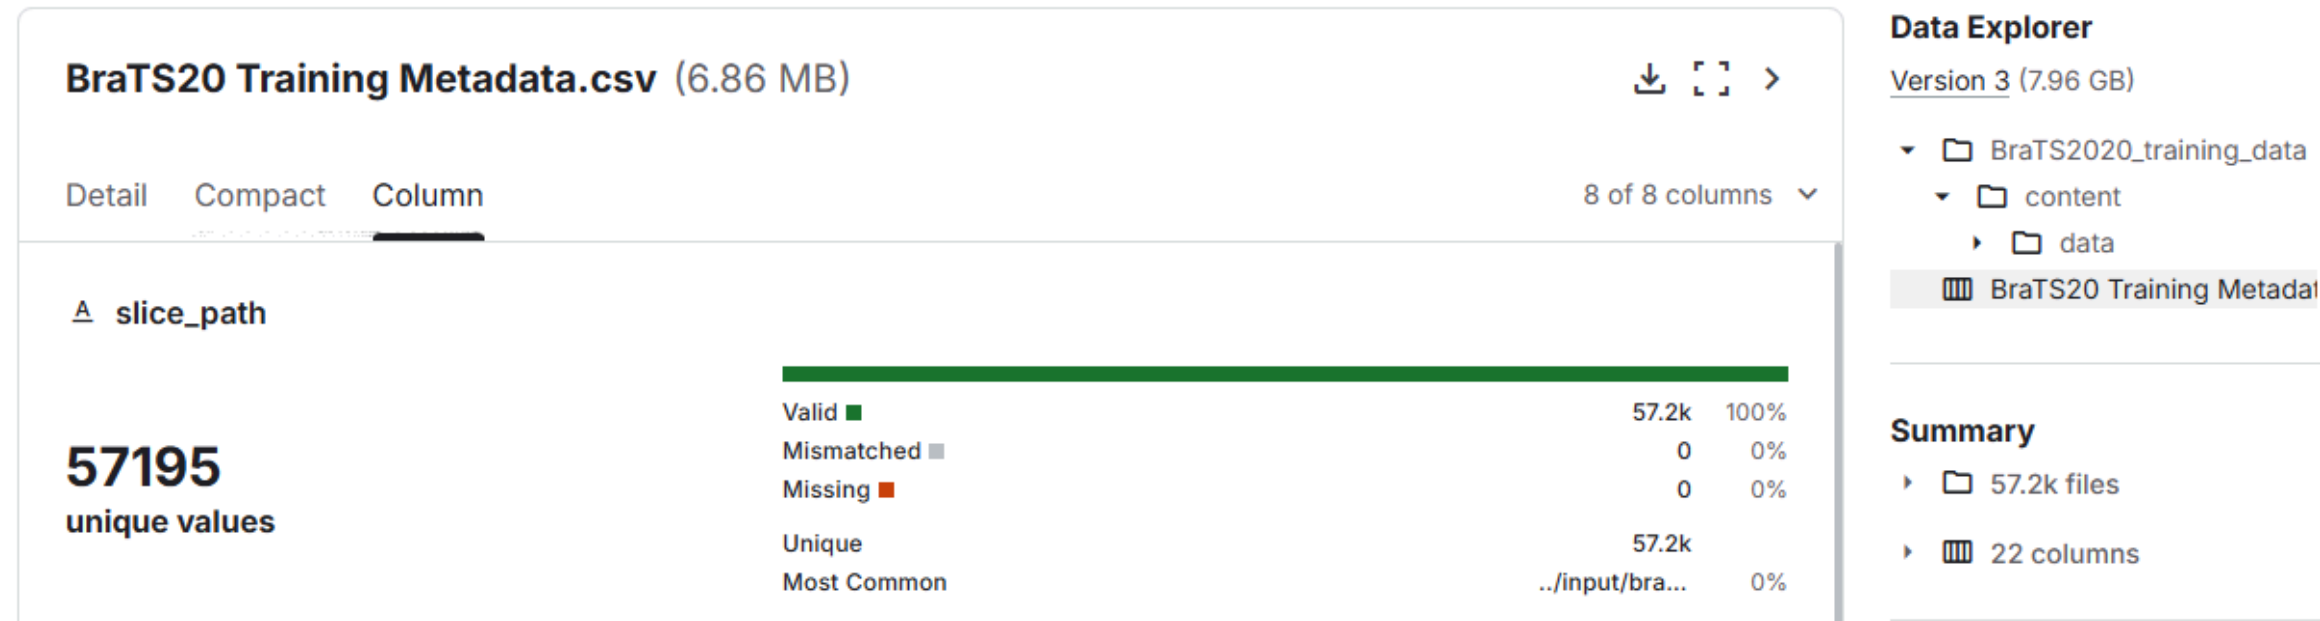 BraTS20 Training Metadata.csv (6.86 MB)
Detail Compact Column 8 of 8 columns
A slice_path
57195
unique values
Valid 57.2k 100%
Mismatched 0 0%
Missing 0 0%
Unique 57.2k
Most Common ../input/bra... 0%
Data Explorer
Version 3 (7.96 GB)
BraTS2020_training_data
content
data
BraTS20 Training Metadat
Summary
57.2k files
22 columns